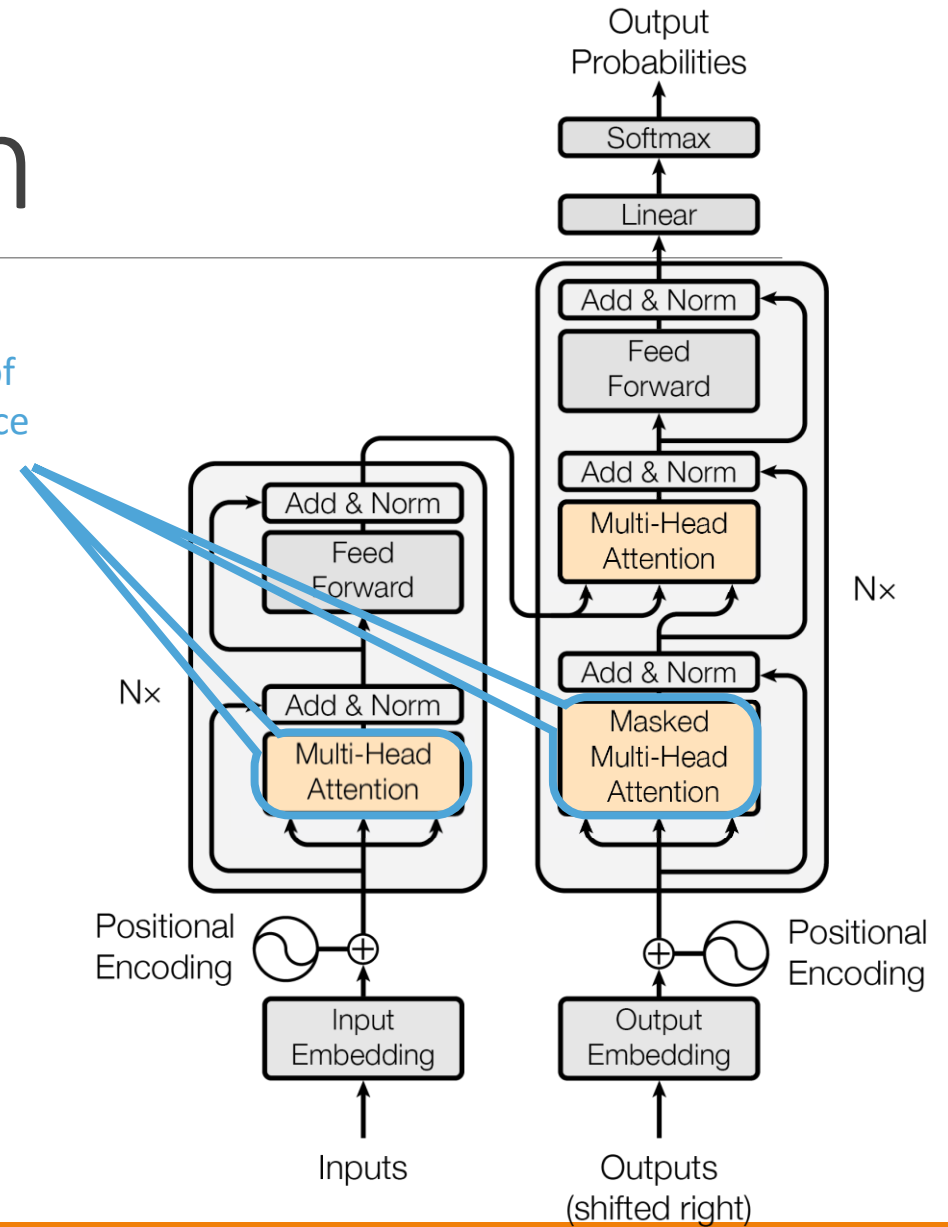 n
of
ce
Output
Probabilities
Softmax
Linear
Add & Norm
Feed
Forward
Add & Norm
Multi-Head
Attention
N×
Add & Norm
Masked
Multi-Head
Attention
Add & Norm
Feed
Forward
N×
Add & Norm
Multi-Head
Attention
Positional
Encoding
Positional
Encoding
Input
Embedding
Output
Embedding
Inputs
Outputs
(shifted right)